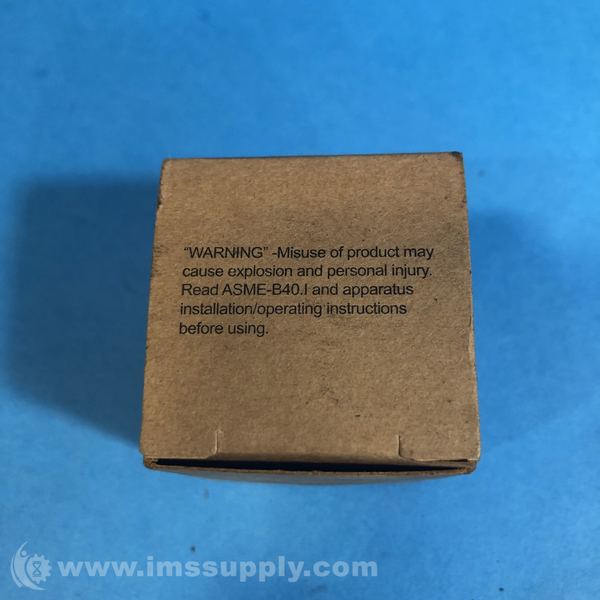 "WARNING" -Misuse of product may
cause explosion and personal injury.
Read ASME-B40.I and apparatus
installation/operating instructions
before using.
www.imssupply.com